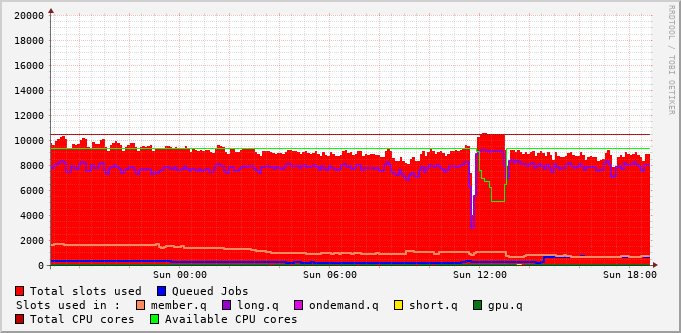 RRDTOOL / TOBI OETIKER
20000
18000
16000
14000
12000
10000
8000
6000
4000
2000
0
Sun 00:00 Sun 06:00 Sun 12:00 Sun 18:00
Total slots used Queued Jobs
Slots used in : member.q long.q ondemand.q short.q gpu.q
Total CPU cores Available CPU cores